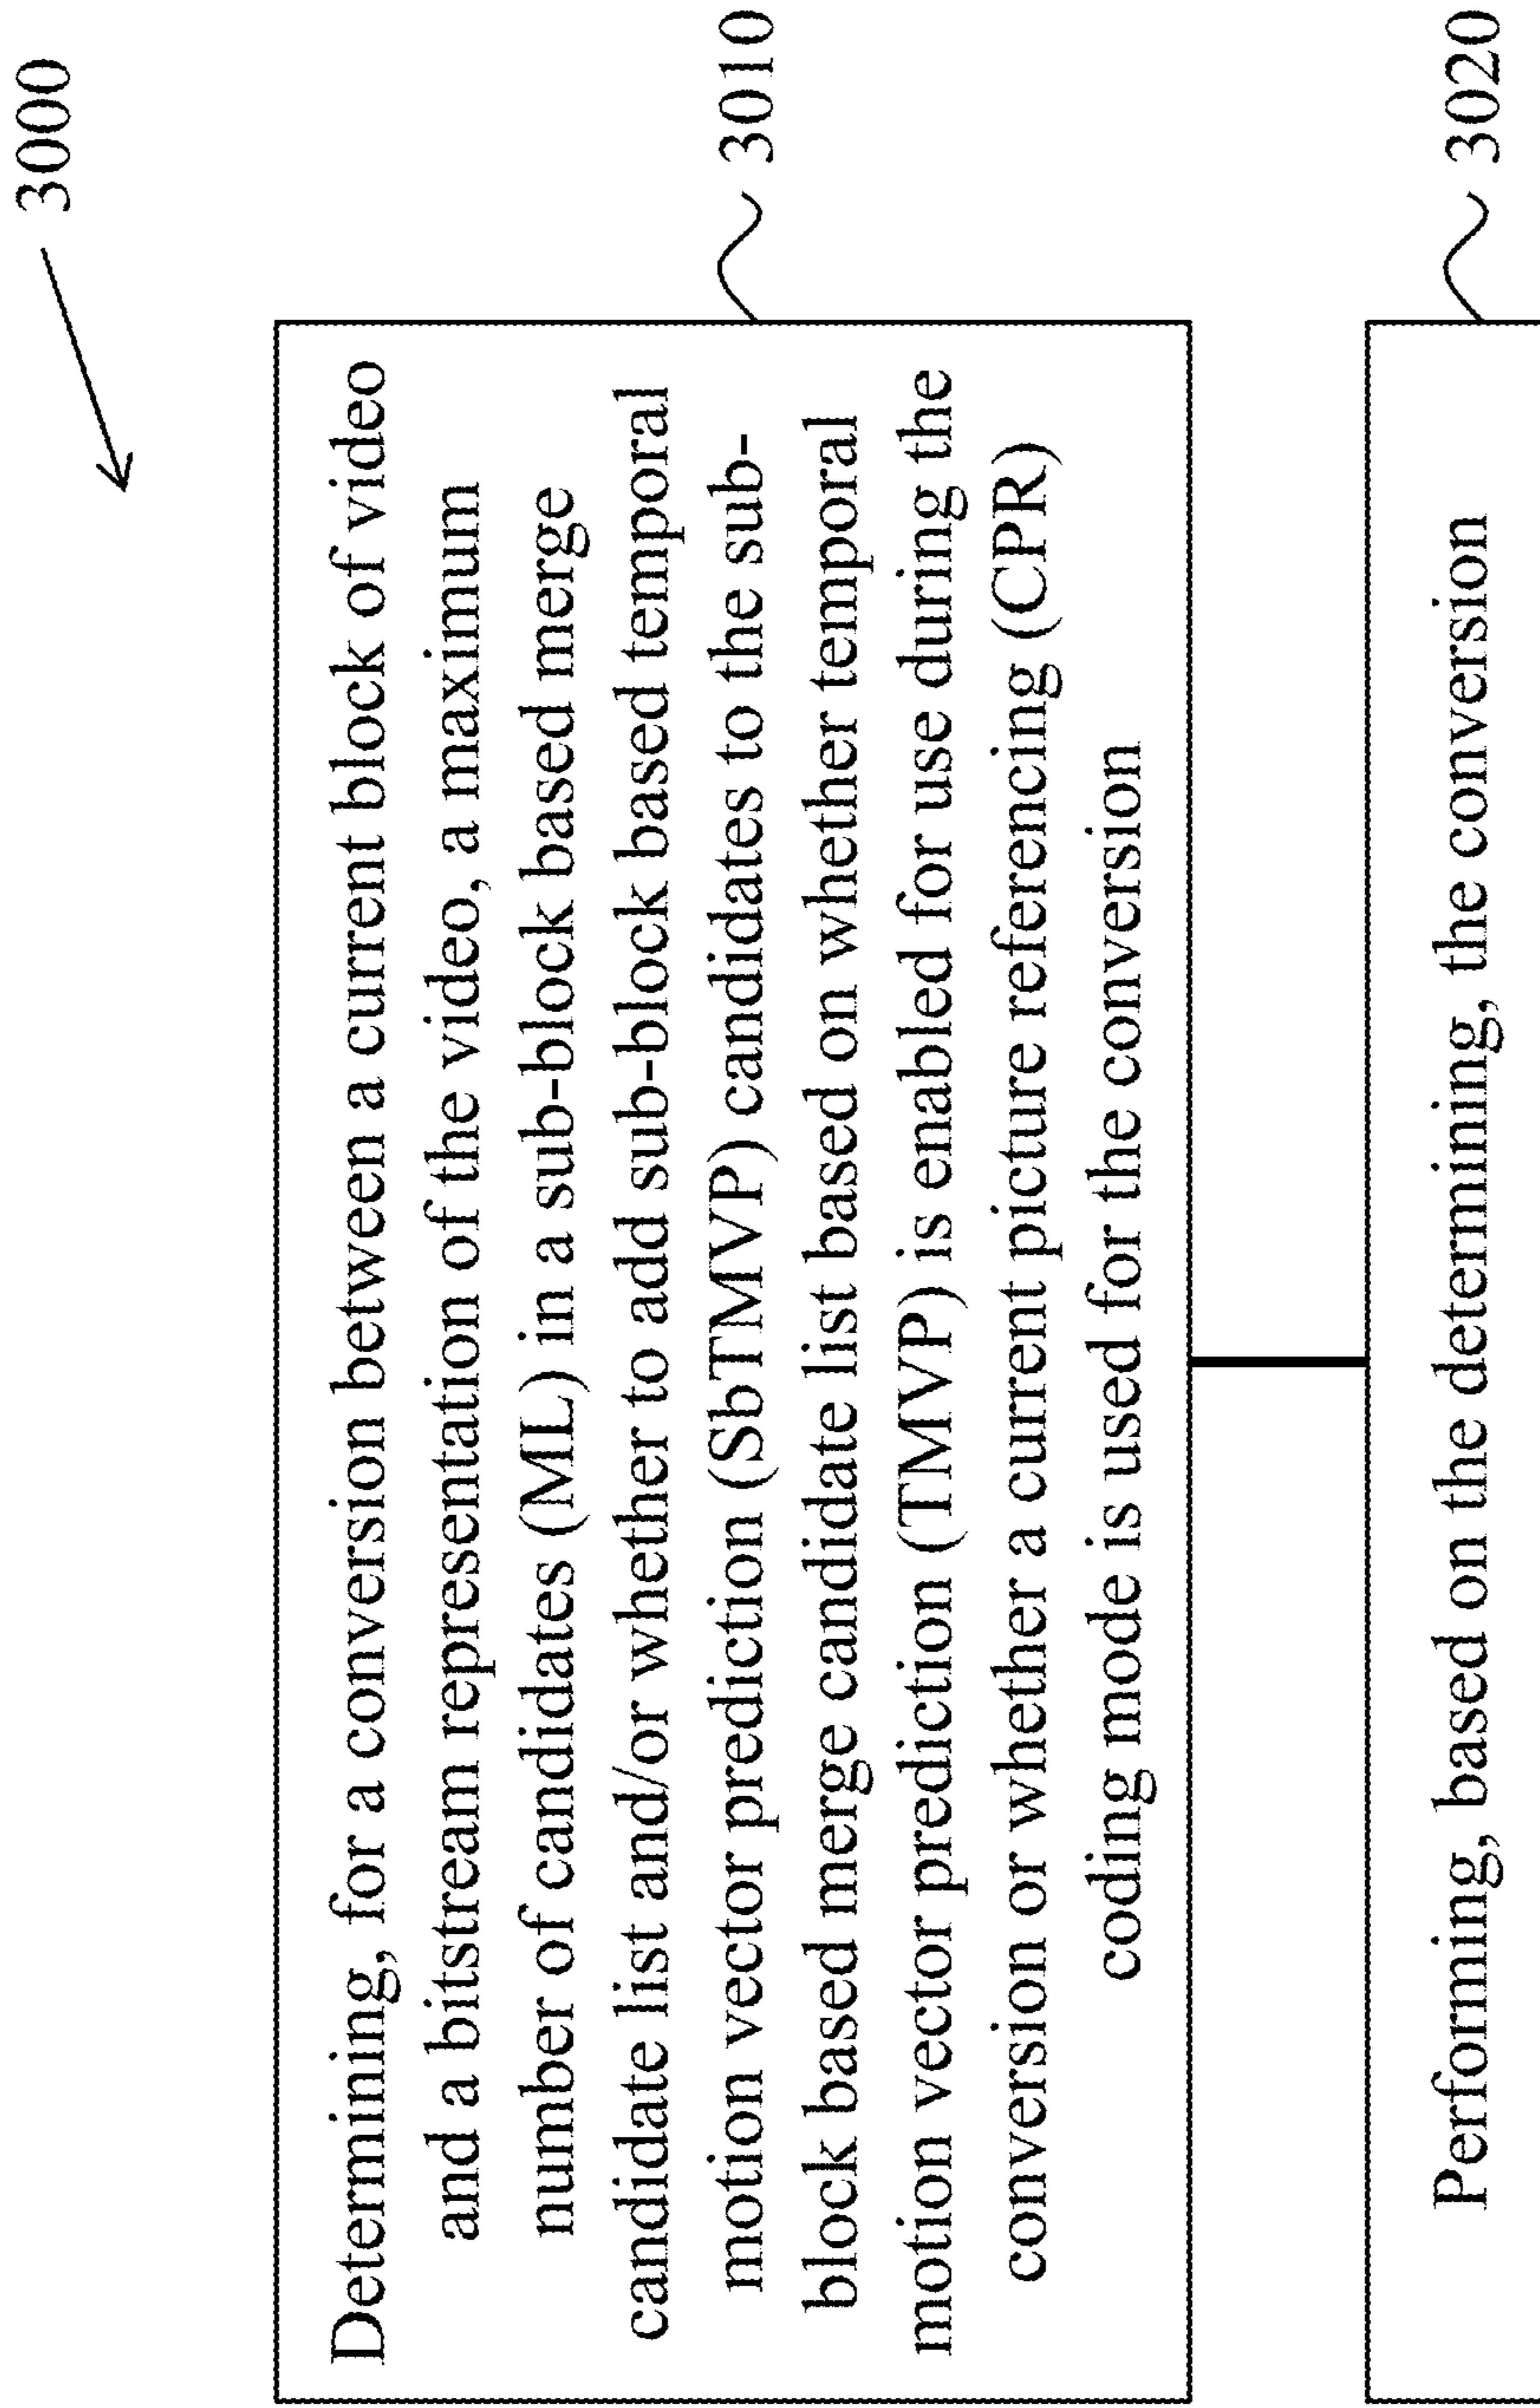 3000
Determining, for a conversion between a current block of video
and a bitstream representation of the video, a maximum
number of candidates (ML) in a sub-block based merge
candidate list and/or whether to add sub-block based temporal
motion vector prediction (SbTMVP) candidates to the sub-
block based merge candidate list based on whether temporal
motion vector prediction (TMVP) is enabled for use during the
conversion or whether a current picture referencing (CPR)
coding mode is used for the conversion
3010
Performing, based on the determining, the conversion
3020